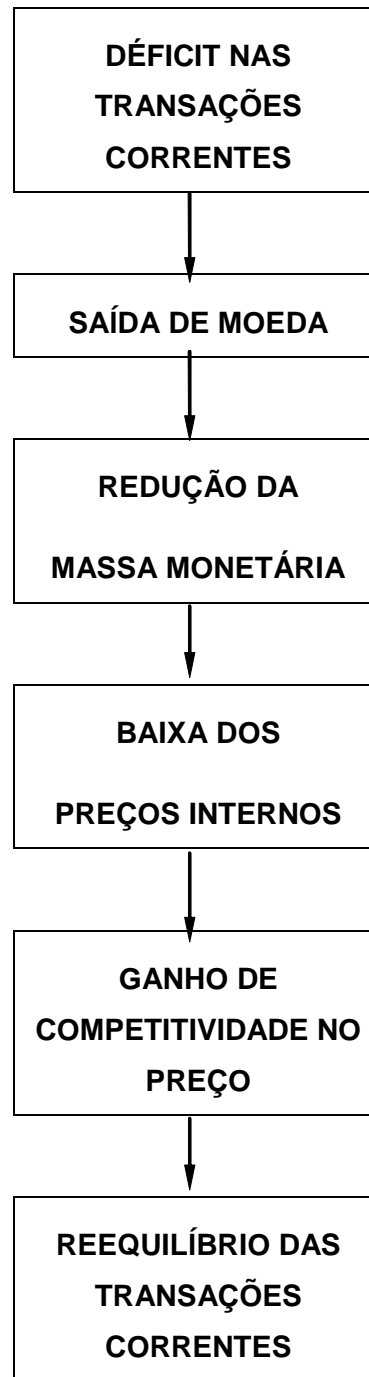 DÉFICIT NAS
TRANSAÇÕES
CORRENTES
SAÍDA DE MOEDA
REDUÇÃO DA
MASSA MONETÁRIA
BAIXA DOS
PREÇOS INTERNOS
GANHO DE
COMPETITIVIDADE NO
PREÇO
REEQUILÍBRIO DAS
TRANSAÇÕES
CORRENTES